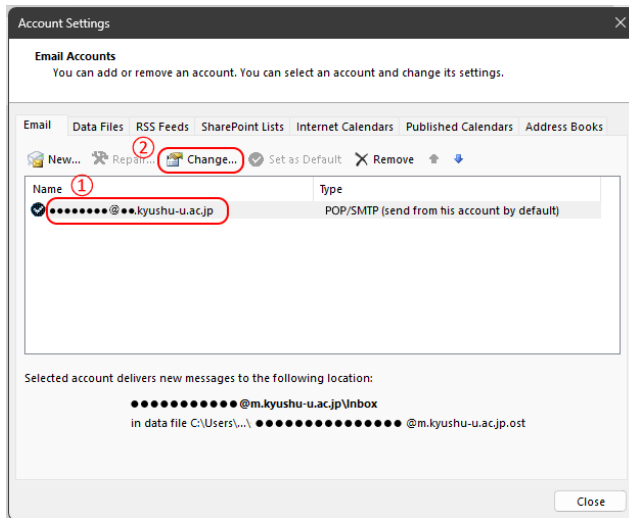 Account Settings
Email Accounts
You can add or remove an account. You can select an account and change its settings.
Email Data Files RSS Feeds SharePoint Lists Internet Calendars Published Calendars Address Books
② 
New... Repair... Change... Set as Default Remove
Name ① Type
●●●●●●●●@●●.kyushu-u.ac.jp POP/SMTP (send from his account by default)
Selected account delivers new messages to the following location:
●●●●●●●●●●●@m.kyushu-u.ac.jp\Inbox
in data file C:\Users\...\ ●●●●●●●●●●●●●●● @m.kyushu-u.ac.jp.ost
Close